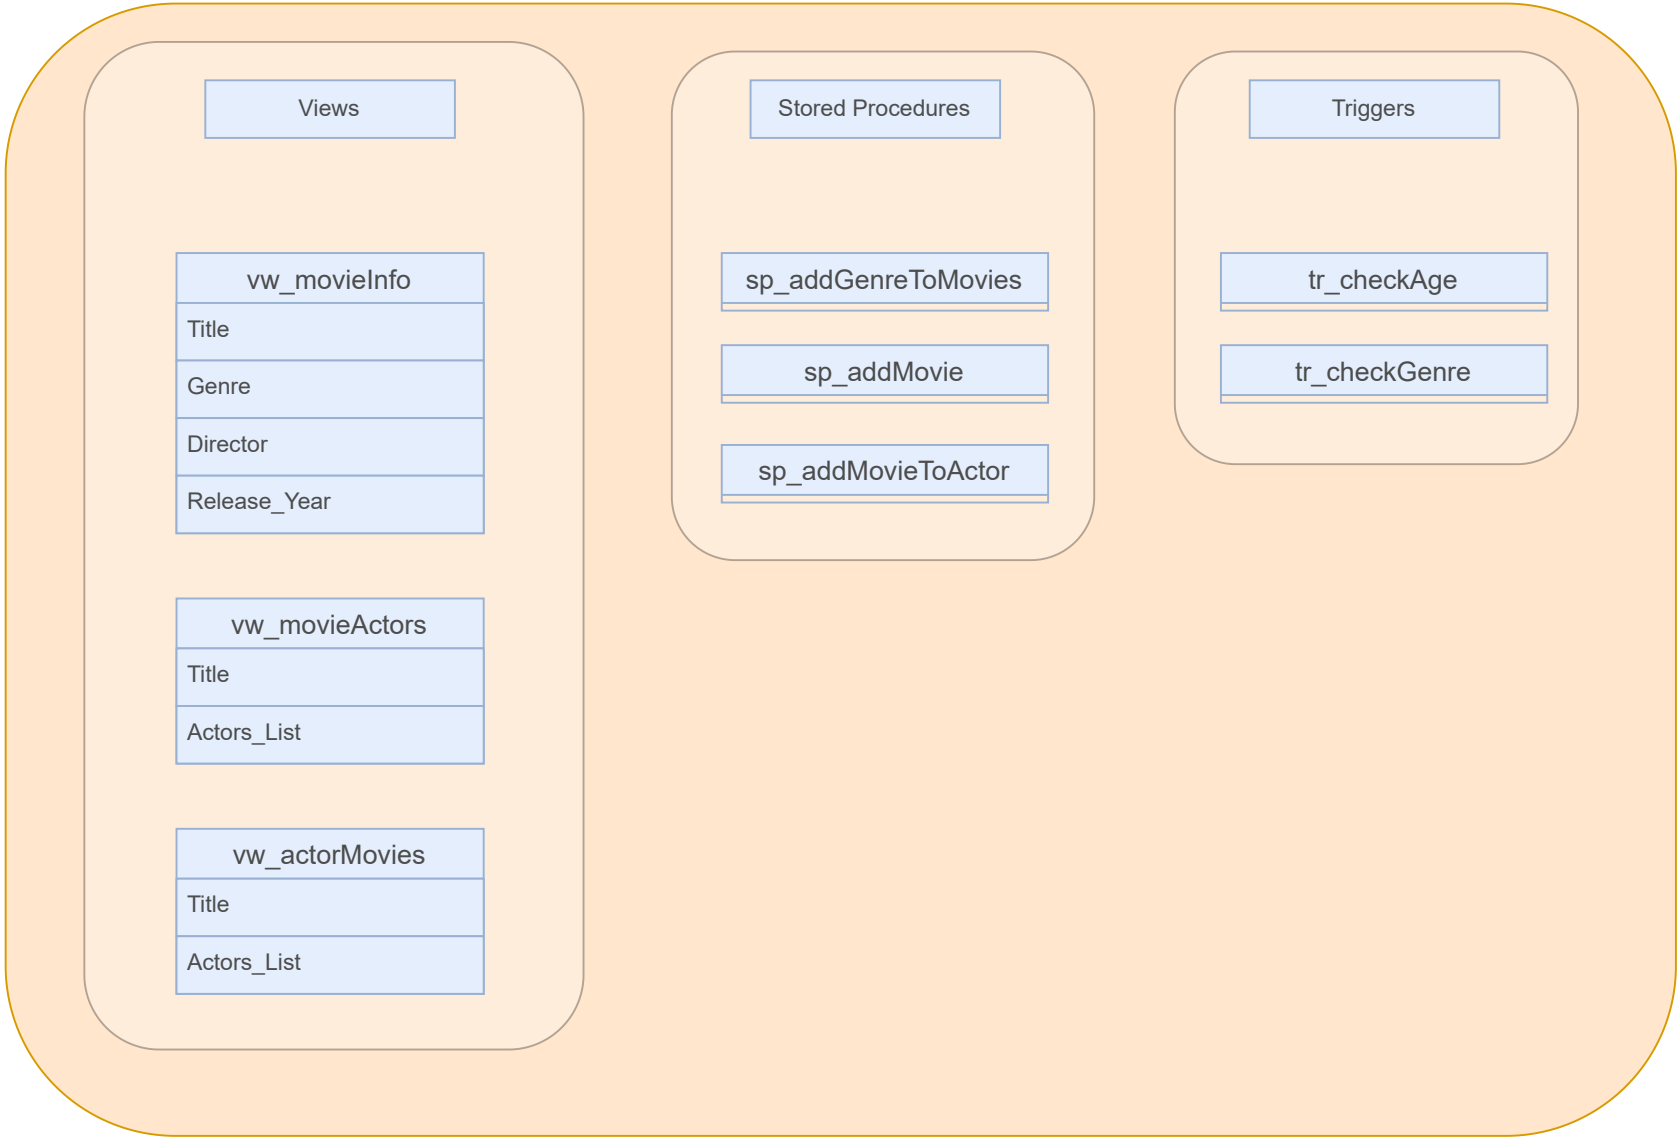 Views
vw_movieInfo
Title
Genre
Director
Release_Year
vw_movieActors
Title
Actors_List
vw_actorMovies
Title
Actors_List
Stored Procedures
sp_addGenreToMovies
sp_addMovie
sp_addMovieToActor
Triggers
tr_checkAge
tr_checkGenre